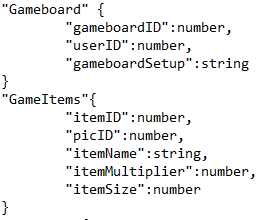 "Gameboard" {
"gameboardID":number,
"userID":number,
"gameboardSetup":string
}
"GameItems"{
"itemID":number,
"picID":number,
"itemName":string,
"itemMultiplier":number,
"itemSize":number
}